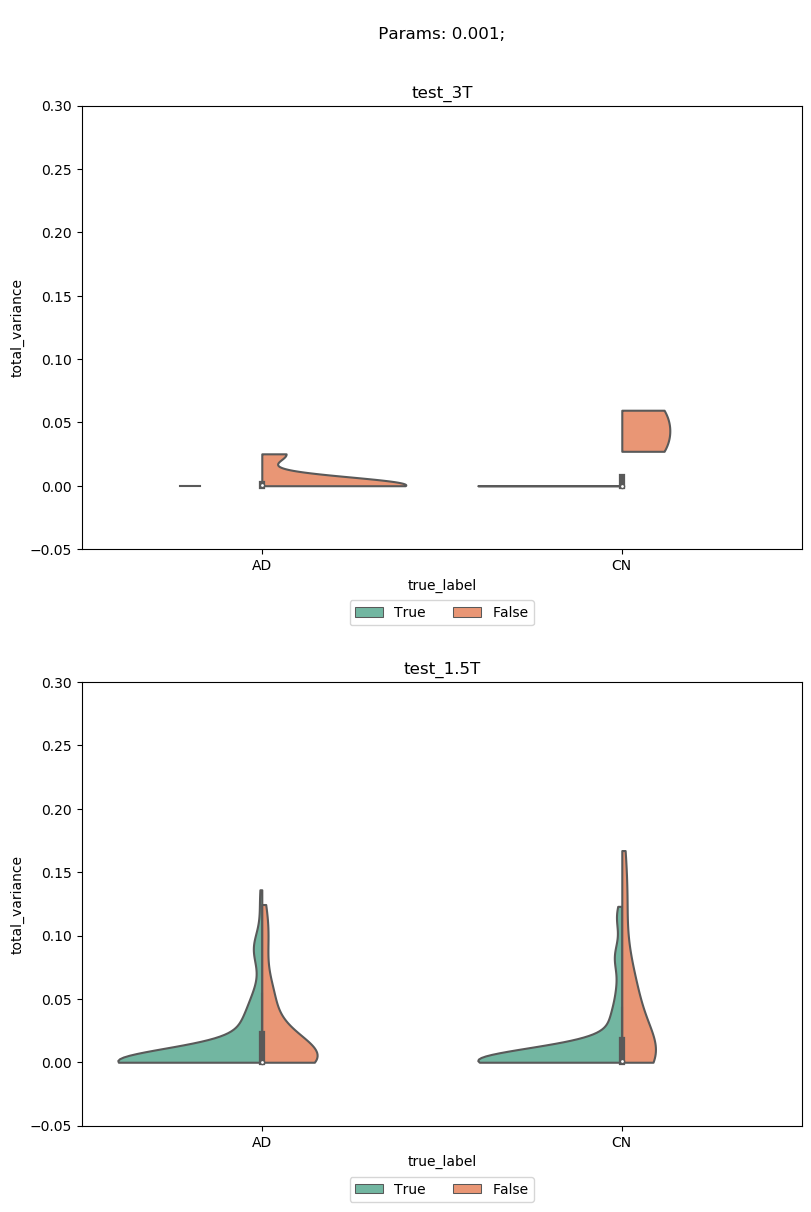 Params: 0.001;
test_3T
0.30
0.25
0.20
0.15
0.10
0.05
0.00
−0.05
total_variance
AD CN
true_label
True False
test_1.5T
0.30
0.25
0.20
0.15
0.10
0.05
0.00
−0.05
total_variance
AD CN
true_label
True False